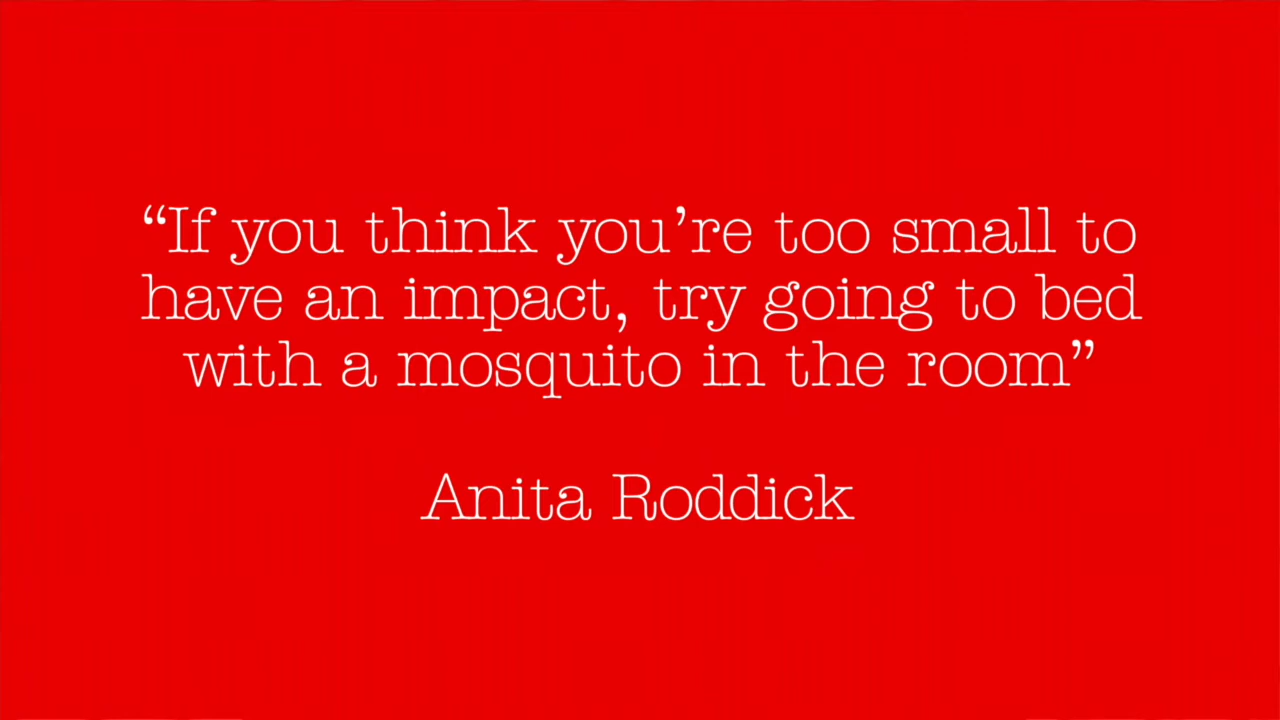 “If you think you’re too small to
have an impact, try going to bed
with a mosquito in the room”
Anita Roddick